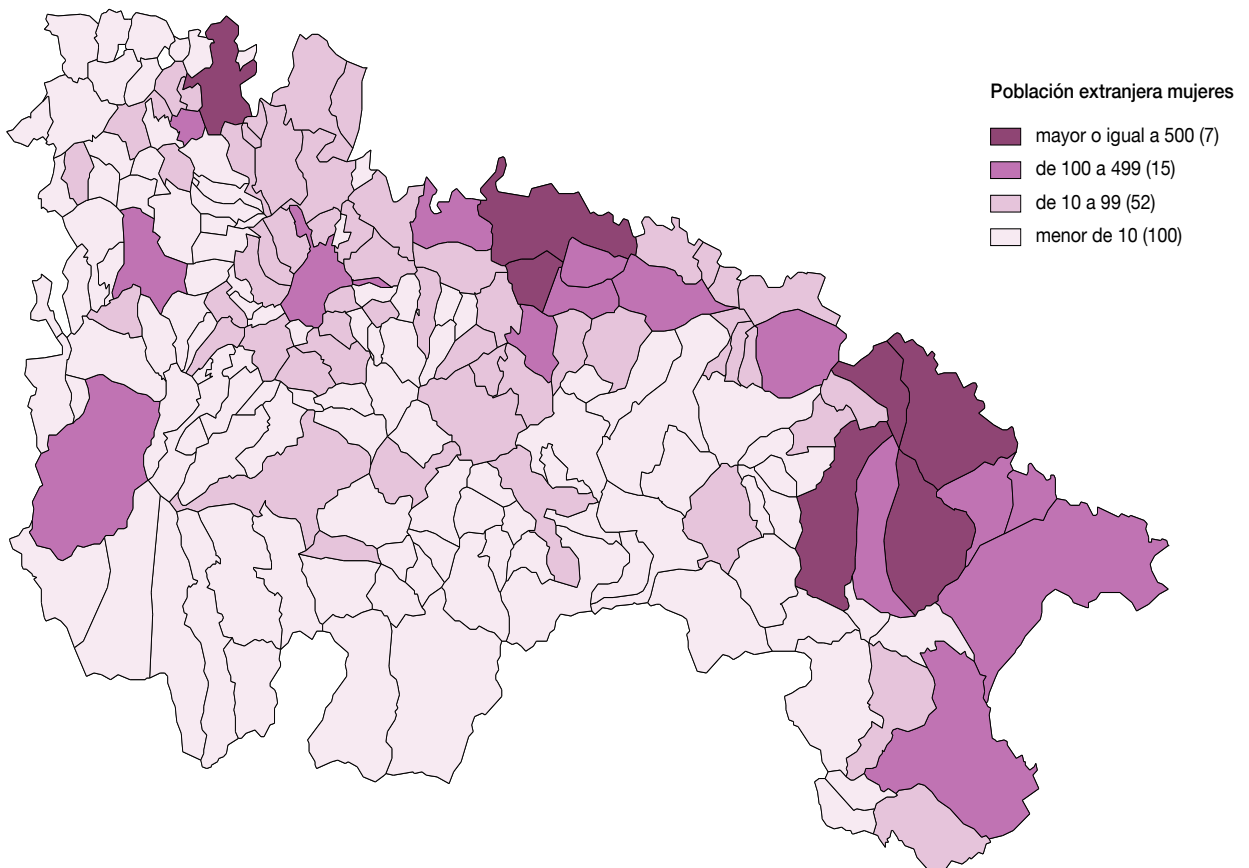 Población extranjera mujeres
mayor o igual a 500 (7)
de 100 a 499 (15)
de 10 a 99 (52)
menor de 10 (100)